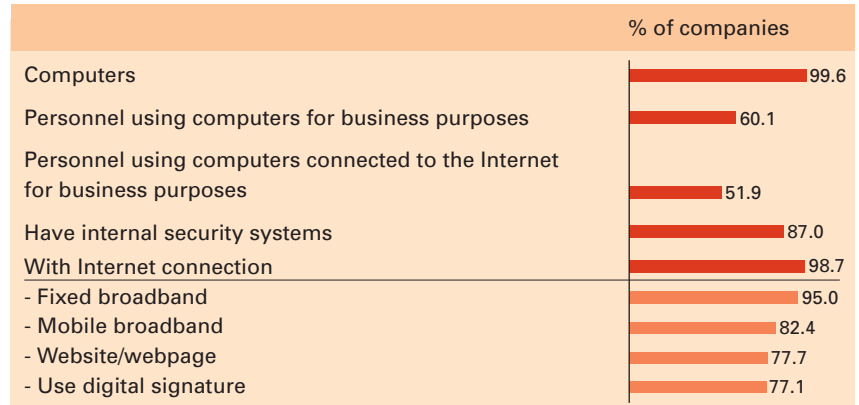 % of companies
Computers 99.6
Personnel using computers for business purposes 60.1
Personnel using computers connected to the Internet
for business purposes 51.9
Have internal security systems 87.0
With Internet connection 98.7
- Fixed broadband 95.0
- Mobile broadband 82.4
- Website/webpage 77.7
- Use digital signature 77.1